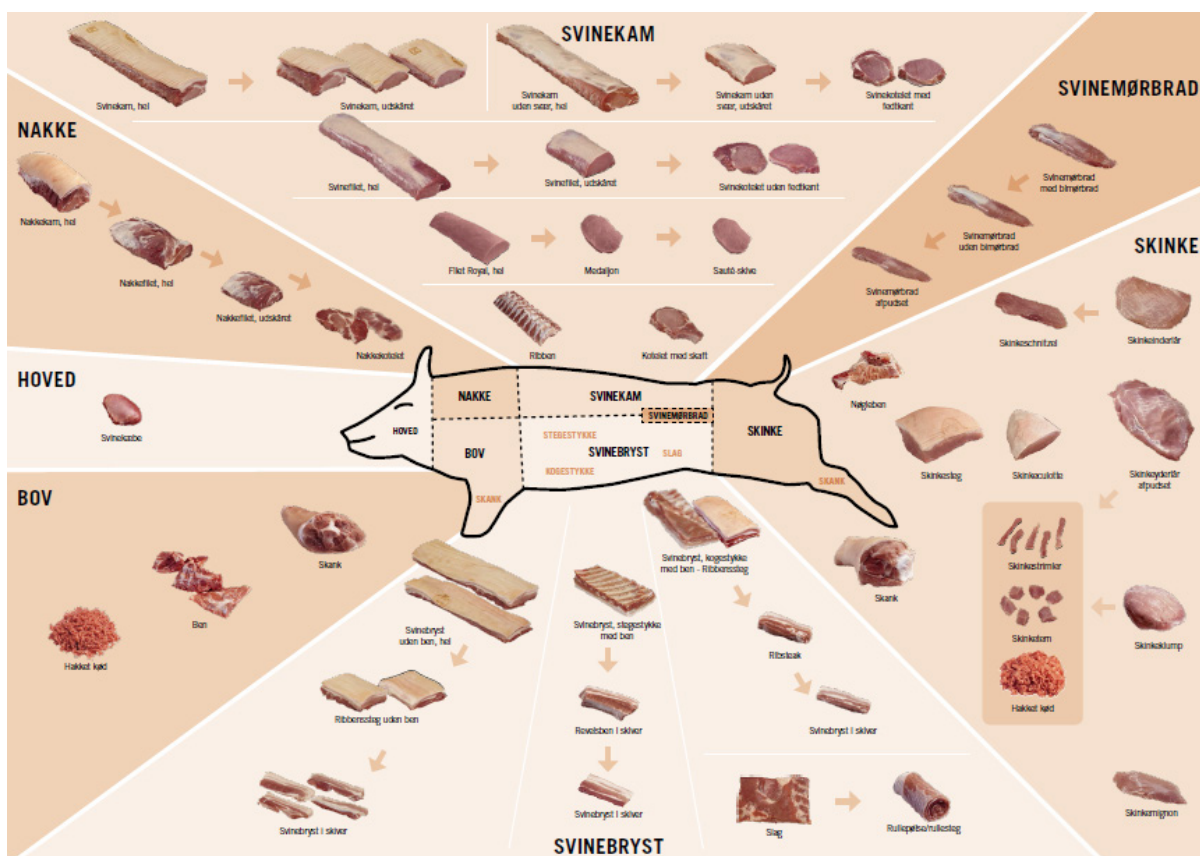 SVINEKAM
Svinekam, hel
Svinekam, udskåret
Svinekam
uden svær, hel
Svinekam uden
svær, udskåret
Svinekotelet med
fedtkant
Svinefilet, hel
Svinefilet, udskåret
Svinekotelet uden fedtkant
Filet Royal, hel
Medaljon
Sauté-skive
Ribben
Kotelet med skaft
SVINEMØRBRAD
Svinemørbrad
med bimørbrad
Svinemørbrad
uden bimørbrad
Svinemørbrad
afpudset
NAKKE
Nakkekam, hel
Nakkefilet, hel
Nakkefilet, udskåret
Nakkekotelet
HOVED
Svinekæbe
BOV
Skank
Ben
Hakket kød
HOVED
NAKKE
SVINEKAM
SVINEMØRBRAD
SKINKE
BOV
STEGESTYKKE
SVINEBRYST
SLAG
KOGESTYKKE
SKANK
SKANK
SKINKE
Skinkeschnitzel
Skinkeinderlår
Nøgleben
Skinkesteg
Skinkeculotte
Skinkeyderlår
afpudset
Skinkestrimler
Skinketern
Hakket kød
Skinkeklump
Skank
Skinkemignon
Svinebryst
uden ben, hel
Ribbenssteg uden ben
Svinebryst i skiver
Svinebryst, stegestykke
med ben
Revelsben i skiver
Svinebryst i skiver
Svinebryst, kogestykke
med ben - Ribbenssteg
Ribsteak
Svinebryst i skiver
Slag
Rullepølse/rullesteg
SVINEBRYST